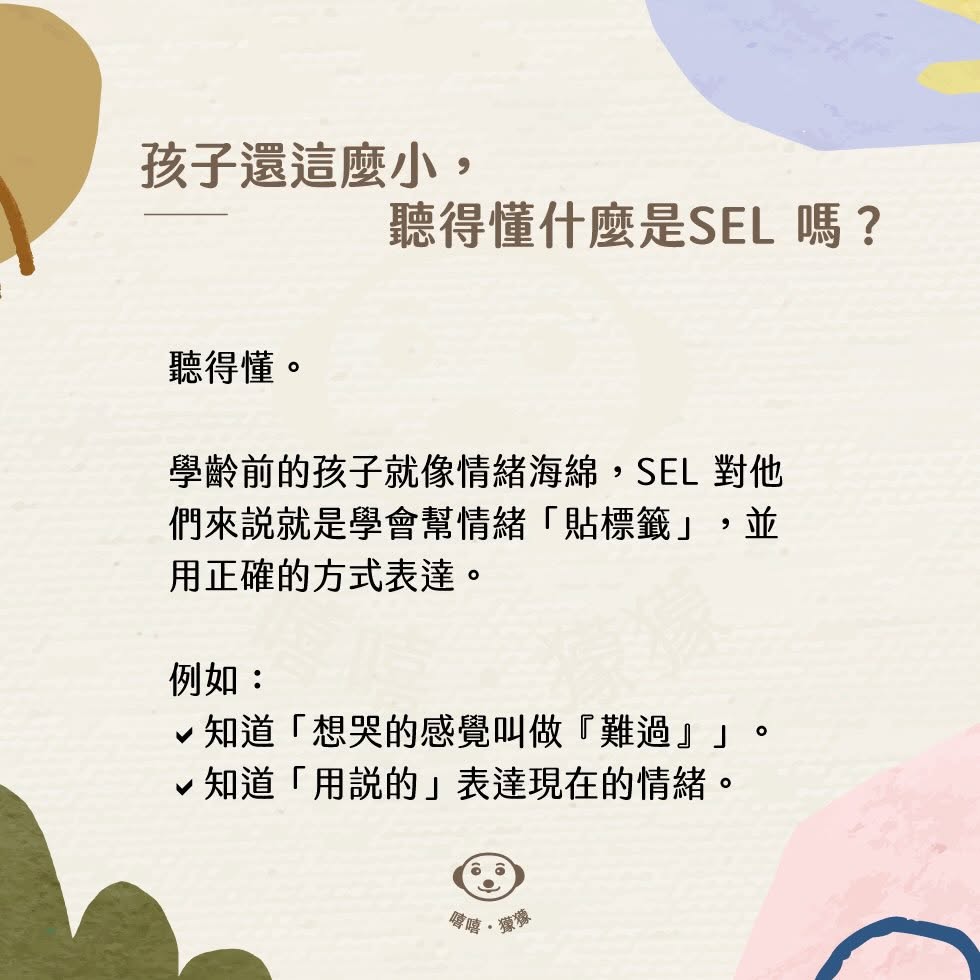 孩子還這麼小，
聽得懂什麼是SEL 嗎？
聽得懂。
學齡前的孩子就像情緒海綿，SEL 對他
們來説就是學會幫情緒「貼標籤」，並
用正確的方式表達。
例如：
知道「想哭的感覺叫做『難過』」。
知道「用説的」表達現在的情緒。
嘻嘻・獴獴